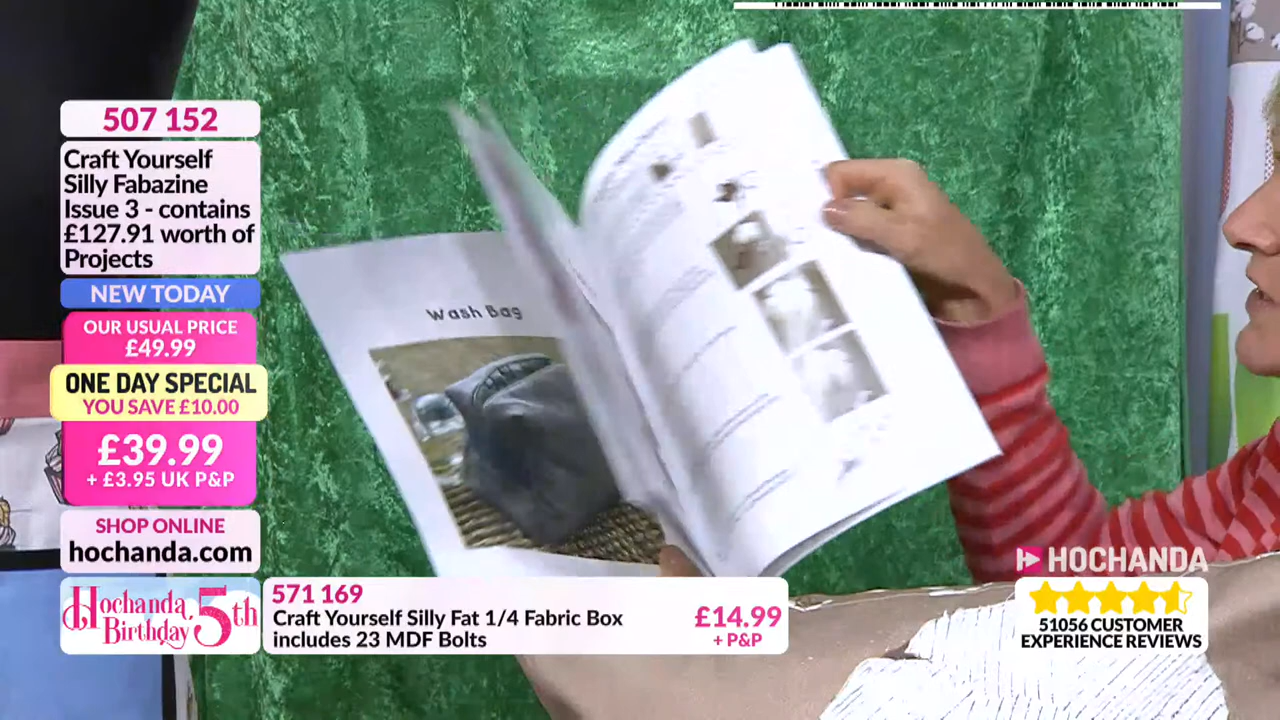 507 152
Craft Yourself
Silly Fabazine
Issue 3 - contains
£127.91 worth of
Projects
NEW TODAY
OUR USUAL PRICE
£49.99
ONE DAY SPECIAL
YOU SAVE £10.00
£39.99
+ £3.95 UK P&P
SHOP ONLINE
hochanda.com
Hochanda
Birthday 5th
571 169
Craft Yourself Silly Fat 1/4 Fabric Box
includes 23 MDF Bolts
£14.99
+ P&P
Wash Bag
HOCHANDA
51056 CUSTOMER
EXPERIENCE REVIEWS